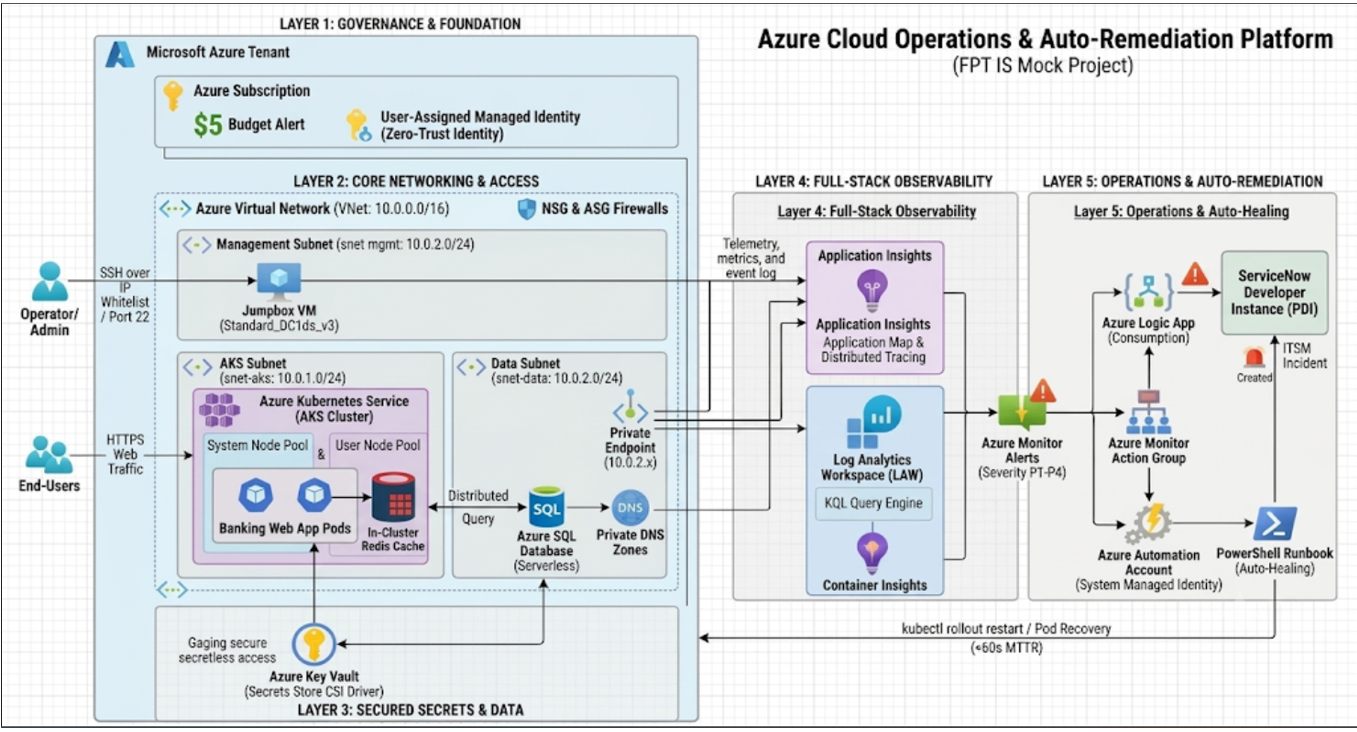 LAYER 1: GOVERNANCE & FOUNDATION
Azure Cloud Operations & Auto-Remediation Platform
(FPT IS Mock Project)
Microsoft Azure Tenant
Azure Subscription
$5 Budget Alert
User-Assigned Managed Identity
(Zero-Trust Identity)
LAYER 2: CORE NETWORKING & ACCESS
Azure Virtual Network (VNet: 10.0.0.0/16)
NSG & ASG Firewalls
Management Subnet (snet mgmt: 10.0.2.0/24)
Operator/
Admin
SSH over
IP
Whitelist
/ Port 22
Jumpbox VM
(Standard_DC1ds_v3)
AKS Subnet
(snet-aks: 10.0.1.0/24)
Azure Kubernetes Service
(AKS Cluster)
System Node Pool
&
User Node Pool
Banking Web App Pods
In-Cluster
Redis Cache
End-Users
HTTPS
Web
Traffic
Data Subnet
(snet-data: 10.0.2.0/24)
Private
Endpoint
(10.0.2.x)
Distributed
Query
SQL
Azure SQL
Database
(Serverless)
DNS
Private DNS
Zones
Gaging secure
secretless access
Azure Key Vault
(Secrets Store CSI Driver)
LAYER 3: SECURED SECRETS & DATA
LAYER 4: FULL-STACK OBSERVABILITY
Layer 4: Full-Stack Observability
Telemetry,
metrics, and
event log
Application Insights
Application Insights
Application Map &
Distributed Tracing
Log Analytics
Workspace (LAW)
KQL Query Engine
Container Insights
Azure Monitor
Alerts
(Severity PT-P4)
LAYER 5: OPERATIONS & AUTO-REMEDIATION
Layer 5: Operations & Auto-Healing
Azure Logic App
(Consumption)
ServiceNow
Developer
Instance (PDI)
Created
ITSM
Incident
Azure Monitor
Action Group
Azure Automation
Account
(System Managed Identity)
PowerShell Runbook
(Auto-Healing)
kubectl rollout restart / Pod Recovery
(<60s MTTR)